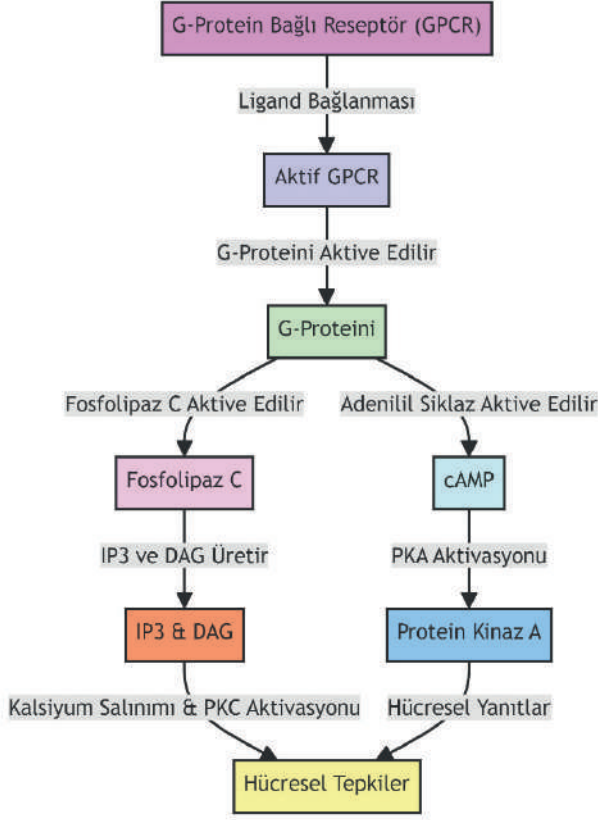 G-Protein Bağlı Reseptör (GPCR)
Ligand Bağlanması
Aktif GPCR
G-Proteini Aktive Edilir
G-Proteini
Fosfolipaz C Aktive Edilir
Adenilil Siklaz Aktive Edilir
Fosfolipaz C
cAMP
IP3 ve DAG Üretir
PKA Aktivasyonu
IP3 & DAG
Protein Kinaz A
Kalsiyum Salınımı & PKC Aktivasyonu
Hücresel Yanıtlar
Hücresel Tepkiler